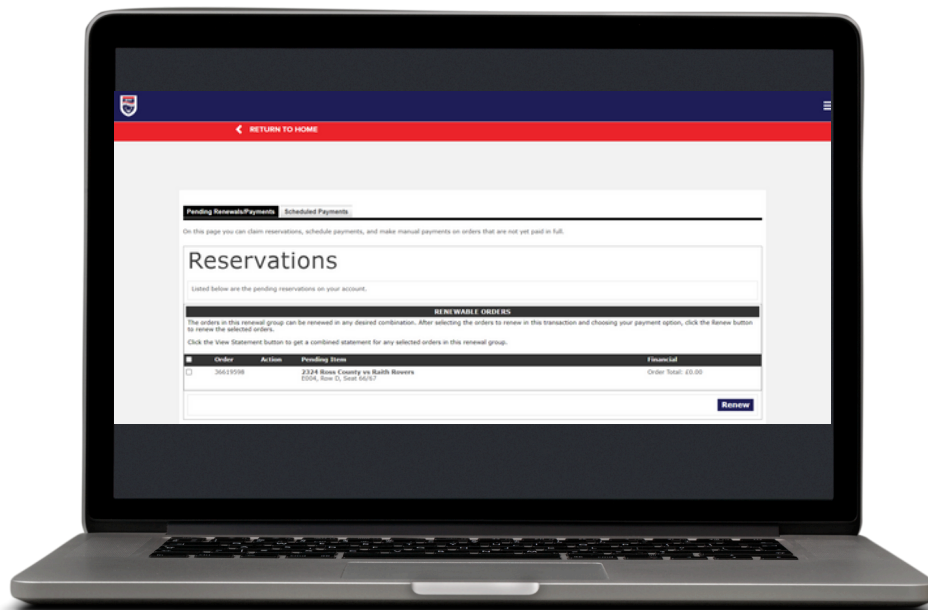 RETURN TO HOME
Pending Renewals/Payments Scheduled Payments
On this page you can claim reservations, schedule payments, and make manual payments on orders that are not yet paid in full.
Reservations
Listed below are the pending reservations on your account.
RENEWABLE ORDERS
The orders in this renewal group can be renewed in any desired combination. After selecting the orders to renew in this transaction and choosing your payment option, click the Renew button
to renew the selected orders.
Click the View Statement button to get a combined statement for any selected orders in this renewal group.
Order Action Pending Item Financial
36619598 2324 Ross County vs Raith Rovers Order Total: £0.00
E004, Row D, Seat 66/67
Renew